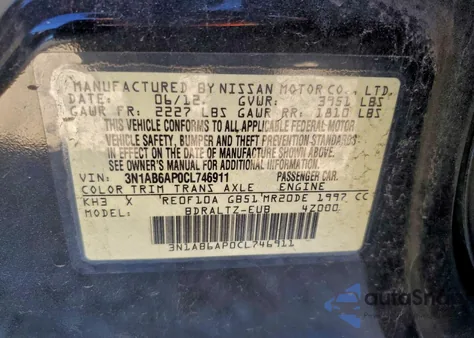 MANUFACTURED BY NISSAN MOTOR CO., LTD.
DATE: 06/12 GVWR: 3951 LBS
GAWR FR: 2227 LBS GAWR RR: 1810 LBS
THIS VEHICLE CONFORMS TO ALL APPLICABLE FEDERAL MOTOR
VEHICLE SAFETY, BUMPER, AND THEFT PREVENTION STANDARDS
IN EFFECT ON THE DATE OF MANUFACTURE SHOWN ABOVE.
SEE OWNER'S MANUAL FOR ADDITIONAL INFORMATION.
VIN: 3N1AB6AP0CL746911 PASSENGER CAR
COLOR TRIM TRANS AXLE ENGINE
KH3 X RE0F10A GB51 MR20DE 1997 CC
MODEL: BDRALTZ-EUB 4Z000
3N1AB6AP0CL746911
AutoSnap